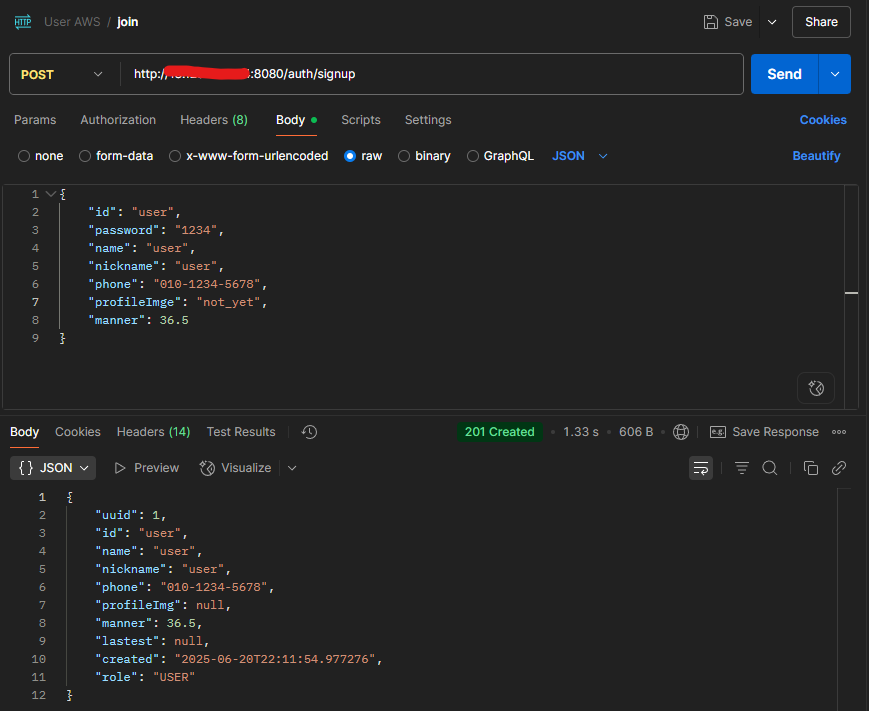 HTTP User AWS / join Save Share
POST http:// :8080/auth/signup Send
Params Authorization Headers (8) Body Scripts Settings Cookies
none form-data x-www-form-urlencoded raw binary GraphQL JSON Beautify
1 {
2 "id": "user",
3 "password": "1234",
4 "name": "user",
5 "nickname": "user",
6 "phone": "010-1234-5678",
7 "profileImge": "not_yet",
8 "manner": 36.5
9 }
Body Cookies Headers (14) Test Results 201 Created • 1.33 s • 606 B e.g. Save Response
{} JSON Preview Visualize
1 {
2 "uuid": 1,
3 "id": "user",
4 "name": "user",
5 "nickname": "user",
6 "phone": "010-1234-5678",
7 "profileImg": null,
8 "manner": 36.5,
9 "lastest": null,
10 "created": "2025-06-20T22:11:54.977276",
11 "role": "USER"
12 }